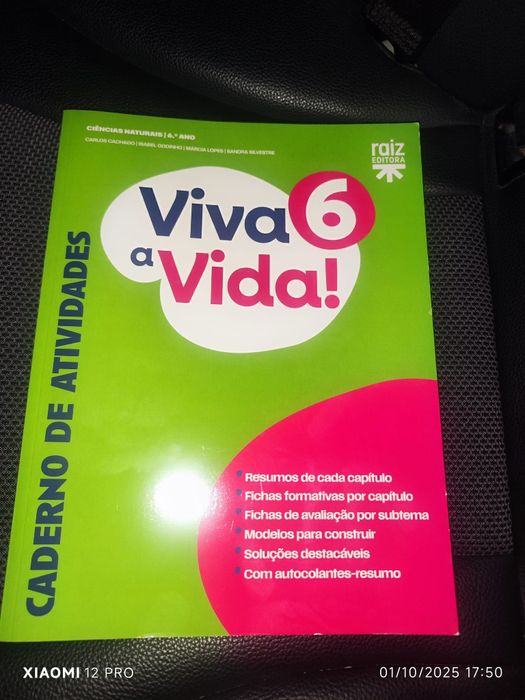 CIÊNCIAS NATURAIS | 6.º ANO
CARLOS CACHADO | ISABEL GODINHO | MÁRCIA LOPES | SANDRA SILVESTRE
raiz
EDITORA
Viva 6
a Vida!
CADERNO DE ATIVIDADES
Resumos de cada capítulo
Fichas formativas por capítulo
Fichas de avaliação por subtema
Modelos para construir
Soluções destacáveis
Com autocolantes-resumo
XIAOMI 12 PRO
01/10/2025 17:50